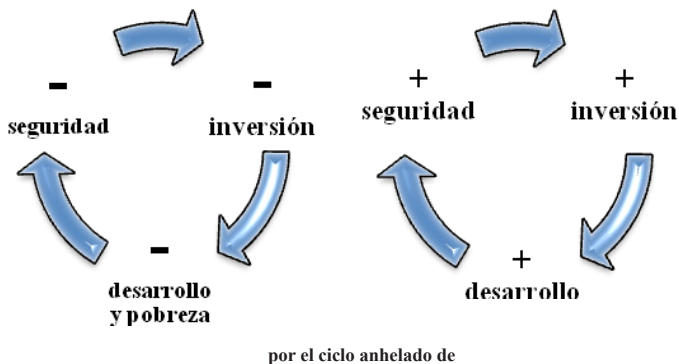 -
seguridad
-
inversión
-
desarrollo
y pobreza
+
seguridad
+
inversión
+
desarrollo
por el ciclo anhelado de